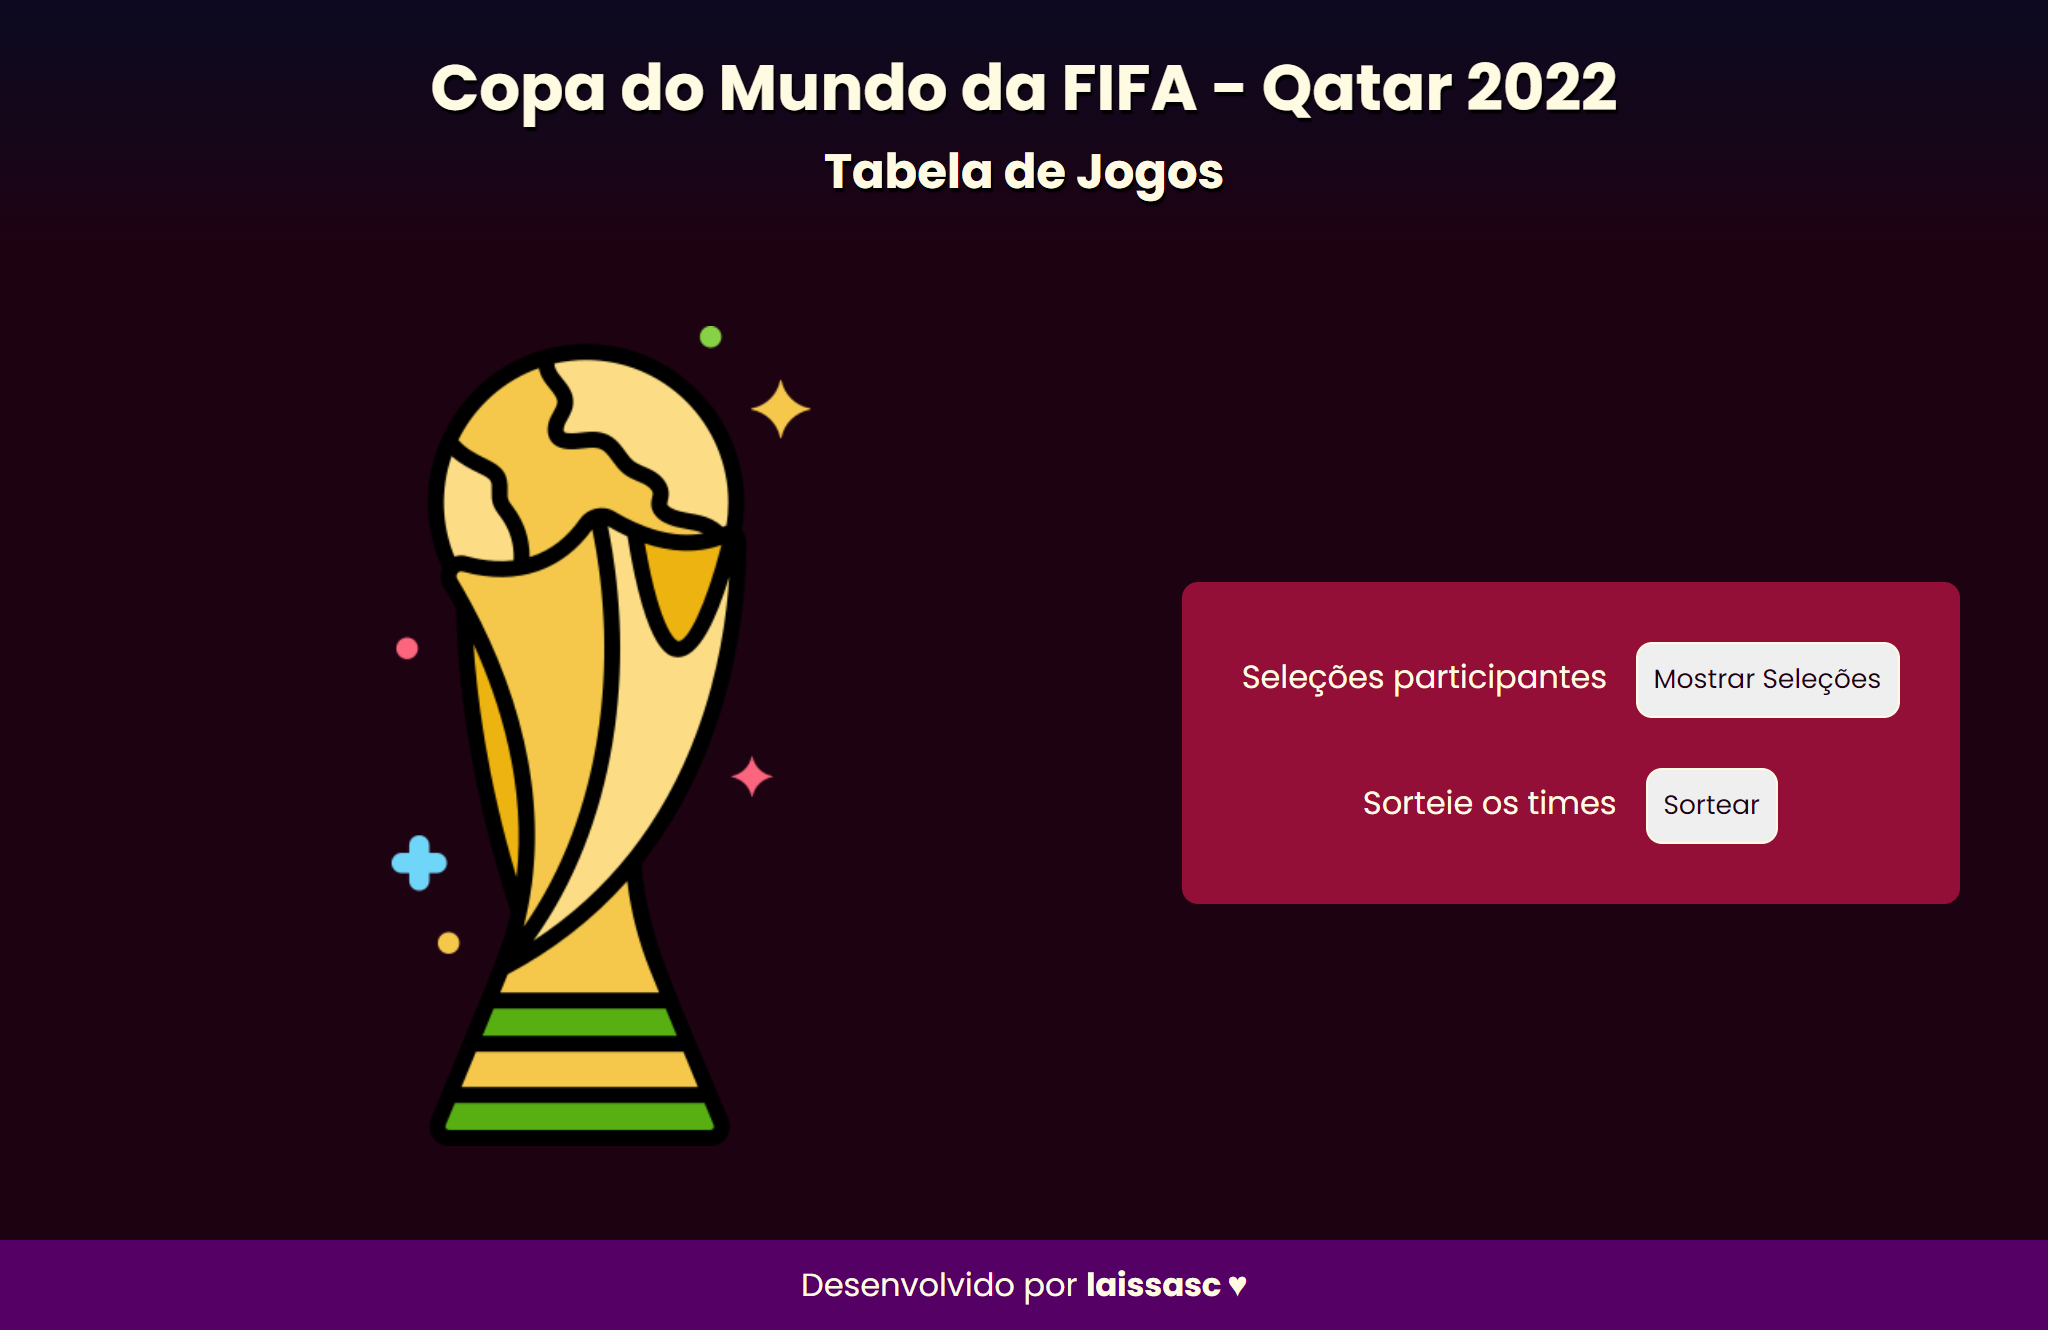 Copa do Mundo da FIFA - Qatar 2022
Tabela de Jogos
Seleções participantes Mostrar Seleções
Sorteie os times Sortear
Desenvolvido por laissasc ♥